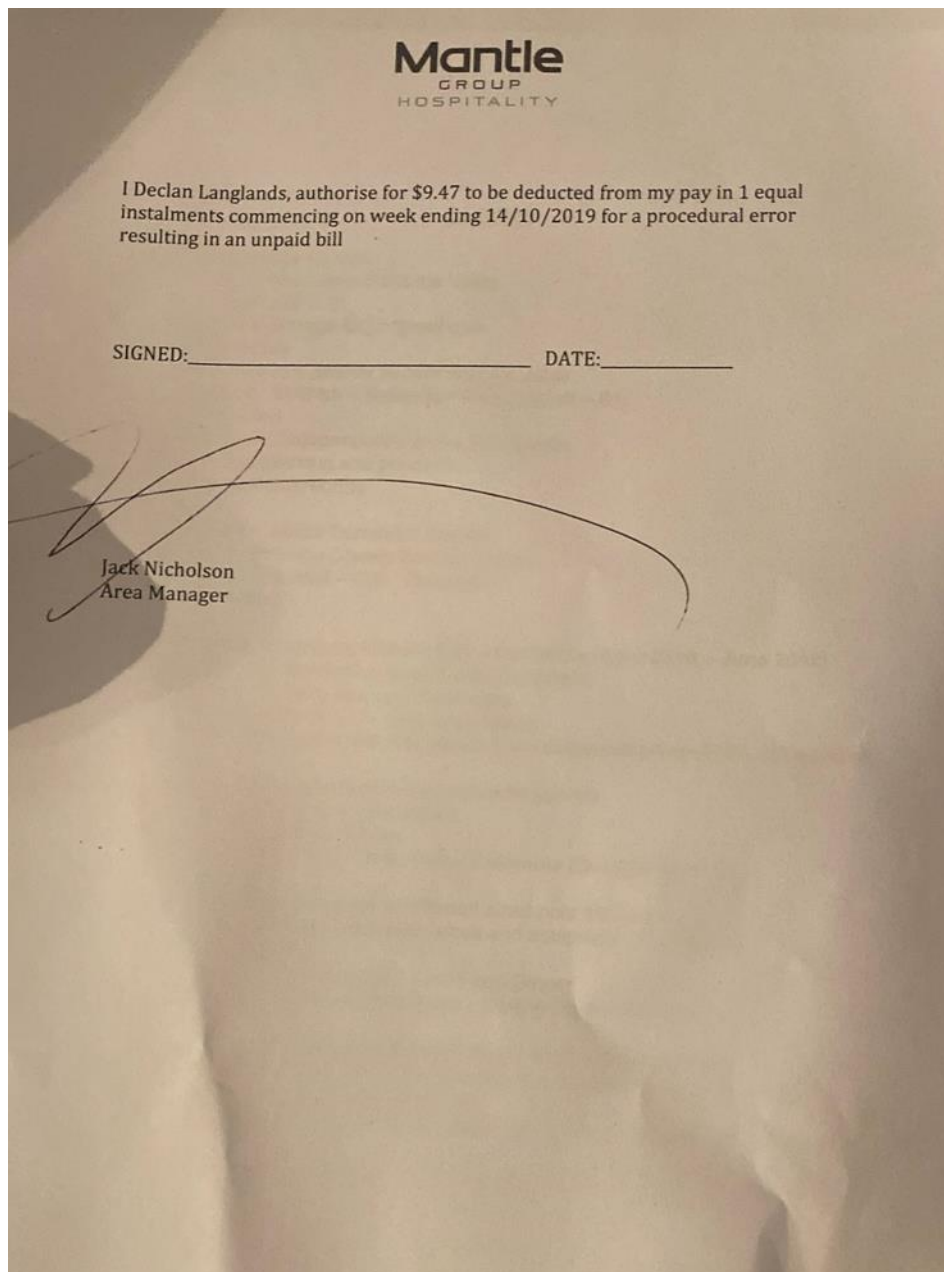 Mantle
GROUP
HOSPITALITY
I Declan Langlands, authorise for $9.47 to be deducted from my pay in 1 equal
instalments commencing on week ending 14/10/2019 for a procedural error
resulting in an unpaid bill
SIGNED:______________________________ DATE:____________
Jack Nicholson
Area Manager